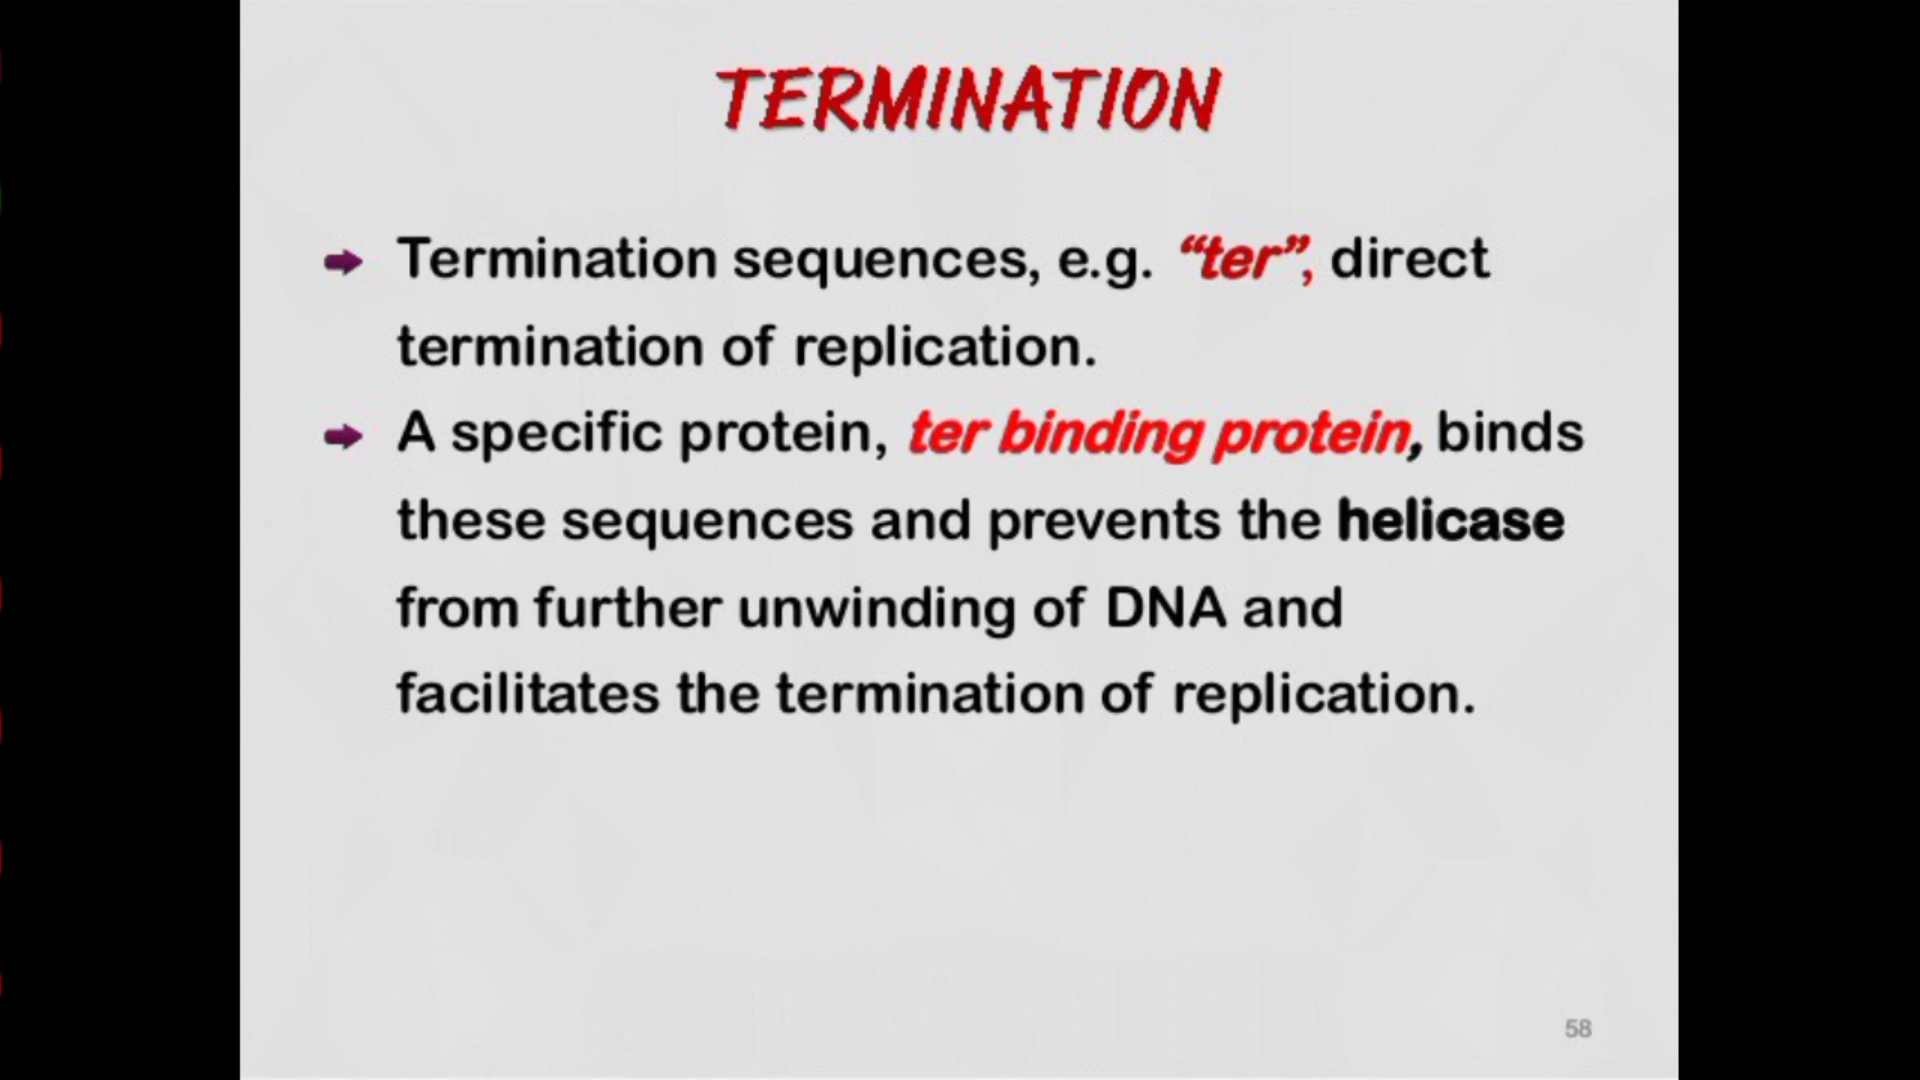 TERMINATION
Termination sequences, e.g. “ter”, direct
termination of replication.
A specific protein, ter binding protein, binds
these sequences and prevents the helicase
from further unwinding of DNA and
facilitates the termination of replication.
58